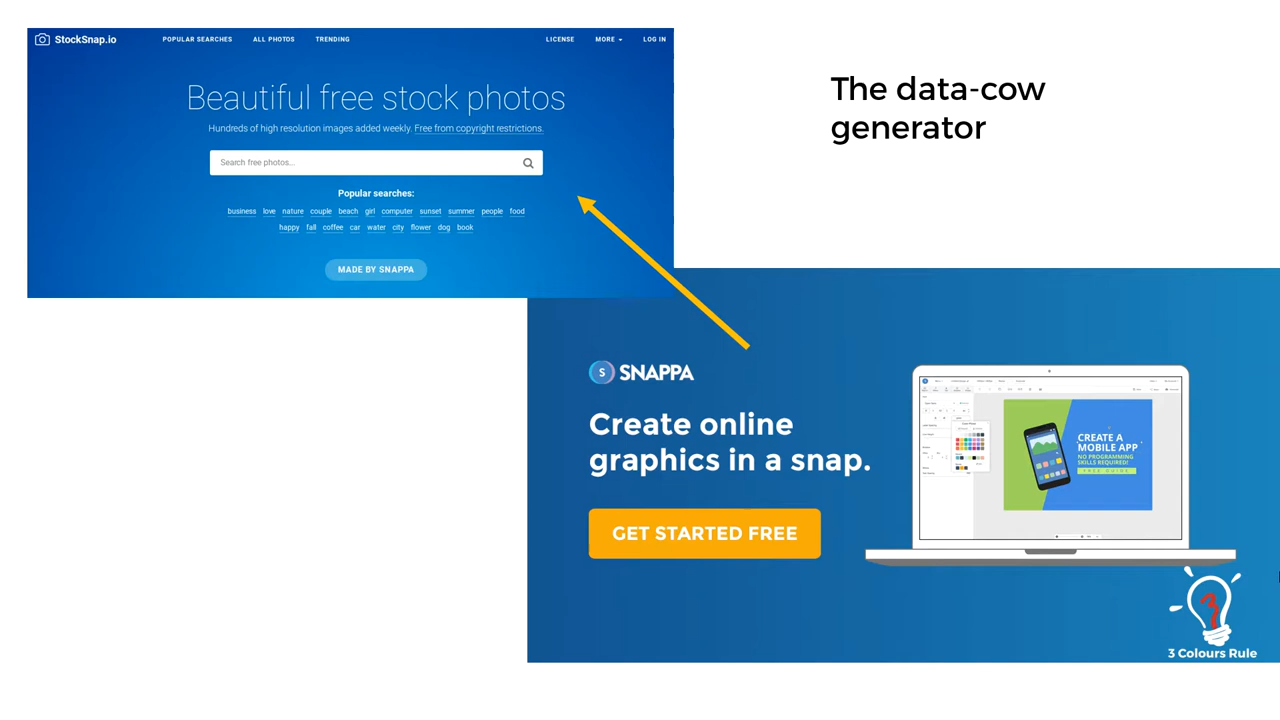 StockSnap.io
POPULAR SEARCHES ALL PHOTOS TRENDING
LICENSE MORE LOG IN
Beautiful free stock photos
Hundreds of high resolution images added weekly. Free from copyright restrictions.
Search free photos...
Popular searches:
business love nature couple beach girl computer sunset summer people food
happy fall coffee car water city flower dog book
MADE BY SNAPPA
The data-cow
generator
S SNAPPA
Create online
graphics in a snap.
GET STARTED FREE
CREATE A
MOBILE APP
NO PROGRAMMING
SKILLS REQUIRED!
FREE GUIDE
3
3 Colours Rule